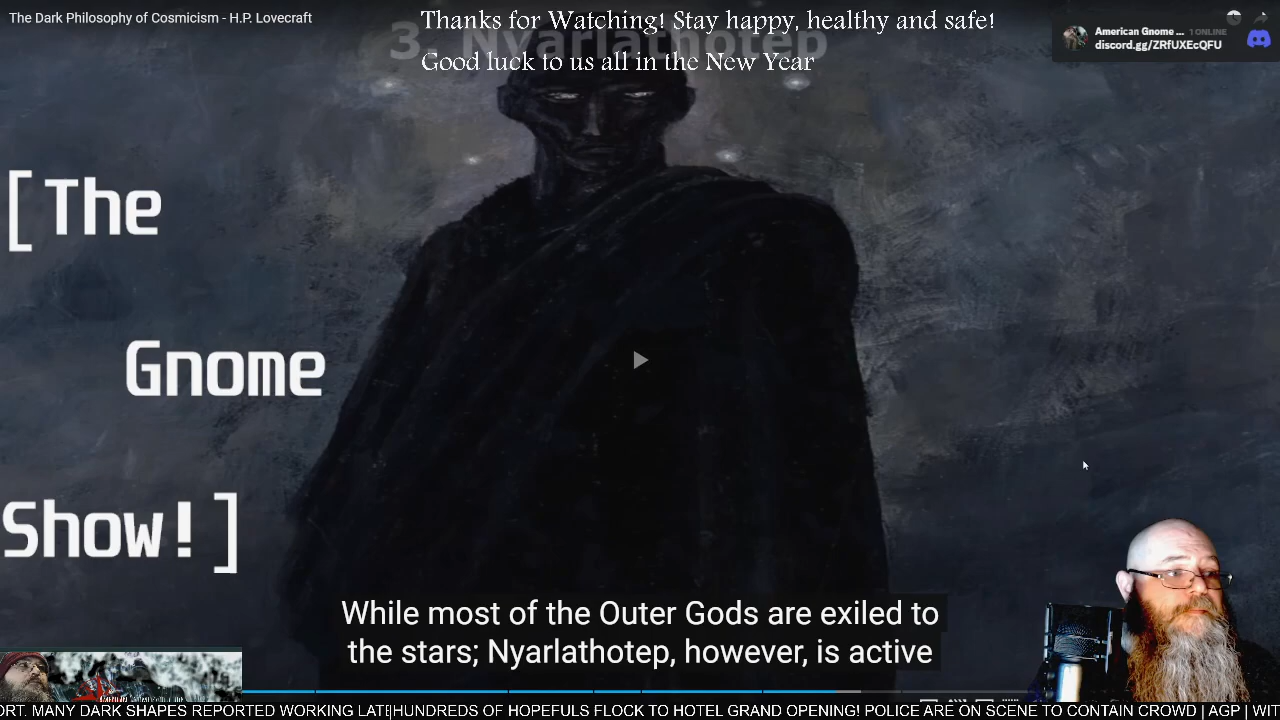 The Dark Philosophy of Cosmicism - H.P. Lovecraft
Thanks for Watching! Stay happy, healthy and safe!
3. Nyarlathotep
Good luck to us all in the New Year
American Gnome ... 1 ONLINE
discord.gg/ZRfUXEcQFU
[The
Gnome
Show!]
While most of the Outer Gods are exiled to
the stars; Nyarlathotep, however, is active
ORT. MANY DARK SHAPES REPORTED WORKING LATE|HUNDREDS OF HOPEFULS FLOCK TO HOTEL GRAND OPENING! POLICE ARE ON SCENE TO CONTAIN CROWD | AGP | WIT